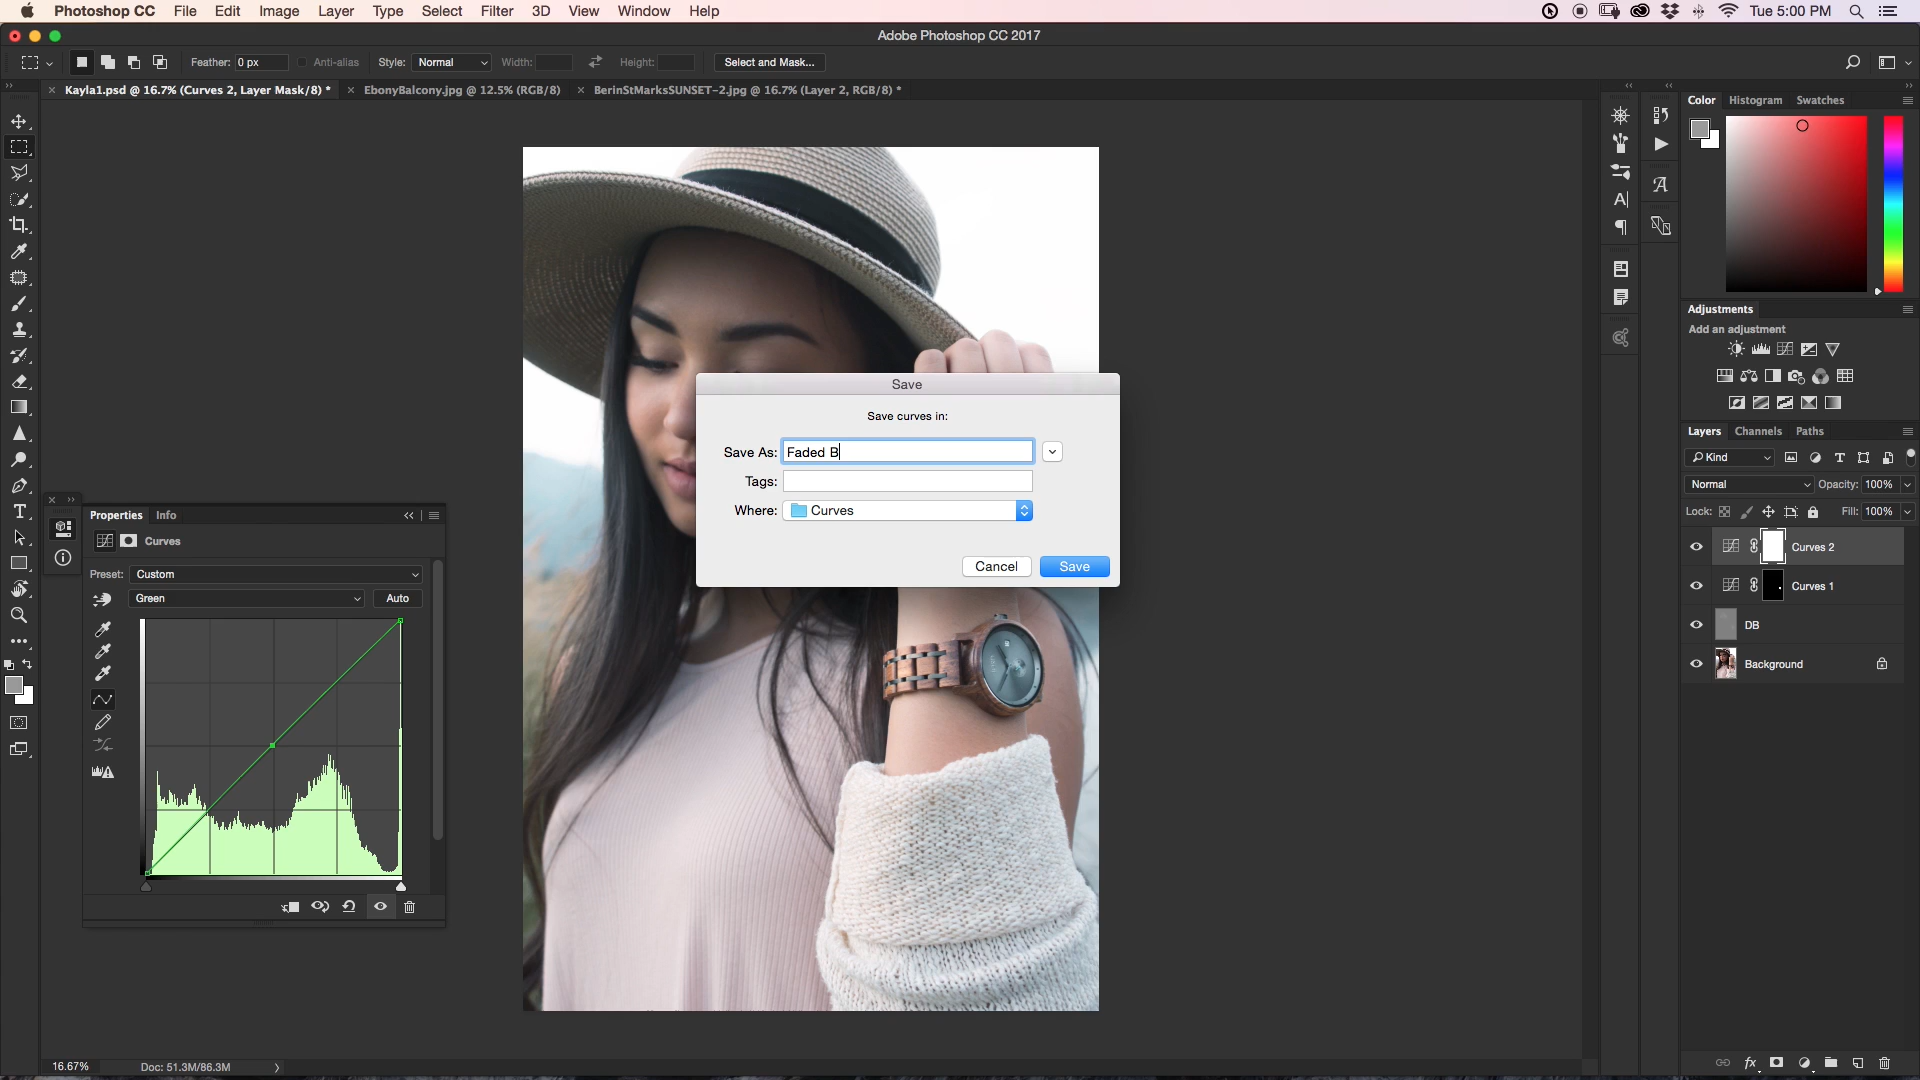 Photoshop CC File Edit Image Layer Type Select Filter 3D View Window Help Tue 5:00 PM
Adobe Photoshop CC 2017
Feather: 0 px Anti-alias Style: Normal Width: Height: Select and Mask...
Kayla1.psd @ 16.7% (Curves 2, Layer Mask/8) * EbonyBalcony.jpg @ 12.5% (RGB/8) BerinStMarksSUNSET-2.jpg @ 16.7% (Layer 2, RGB/8) *
Color Histogram Swatches
Adjustments
Add an adjustment
Save
Save curves in:
Save As: Faded B
Tags:
Where: Curves
Cancel Save
Layers Channels Paths
Kind
Normal Opacity: 100%
Lock: Fill: 100%
Curves 2
Curves 1
DB
Background
Properties Info
Curves
Preset: Custom
Green Auto
16.67% Doc: 51.3M/86.3M